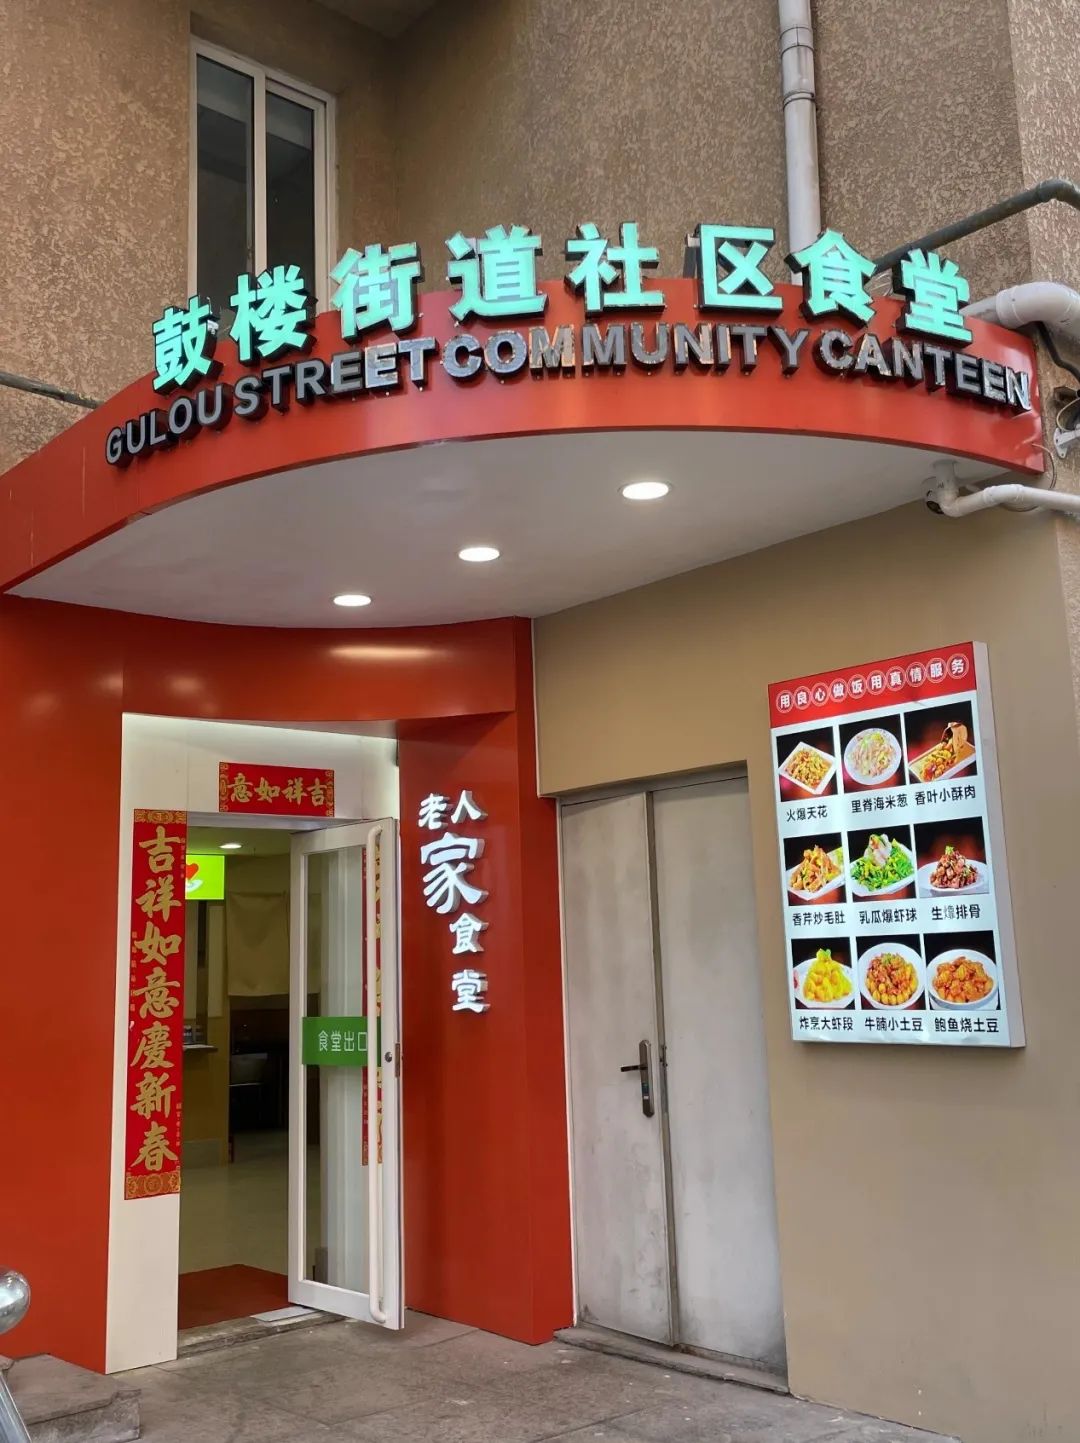 鼓楼街道社区食堂
GULOU STREET COMMUNITY CANTEEN
意如祥吉
吉祥如意慶新春
老人家食堂
食堂出口
用良心做饭用真情服务
火爆天花
里脊海米葱
香叶小酥肉
香芹炒毛肚
乳瓜爆虾球
生爆排骨
炸烹大虾段
牛腩小土豆
鲍鱼烧土豆